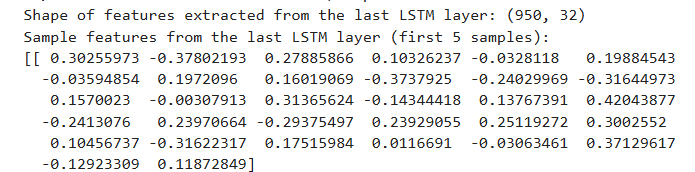 Shape of features extracted from the last LSTM layer: (950, 32)
Sample features from the last LSTM layer (first 5 samples):
[[ 0.30255973 -0.37802193  0.27885866  0.10326237 -0.0328118   0.19884543
  -0.03594854  0.1972096   0.16019069 -0.3737925  -0.24029969 -0.31644973
   0.1570023  -0.00307913  0.31365624 -0.14344418  0.13767391  0.42043877
  -0.2413076   0.23970664 -0.29375497  0.23929055  0.25119272  0.3002552
   0.10456737 -0.31622317  0.17515984  0.0116691  -0.03063461  0.37129617
  -0.12923309  0.11872849]